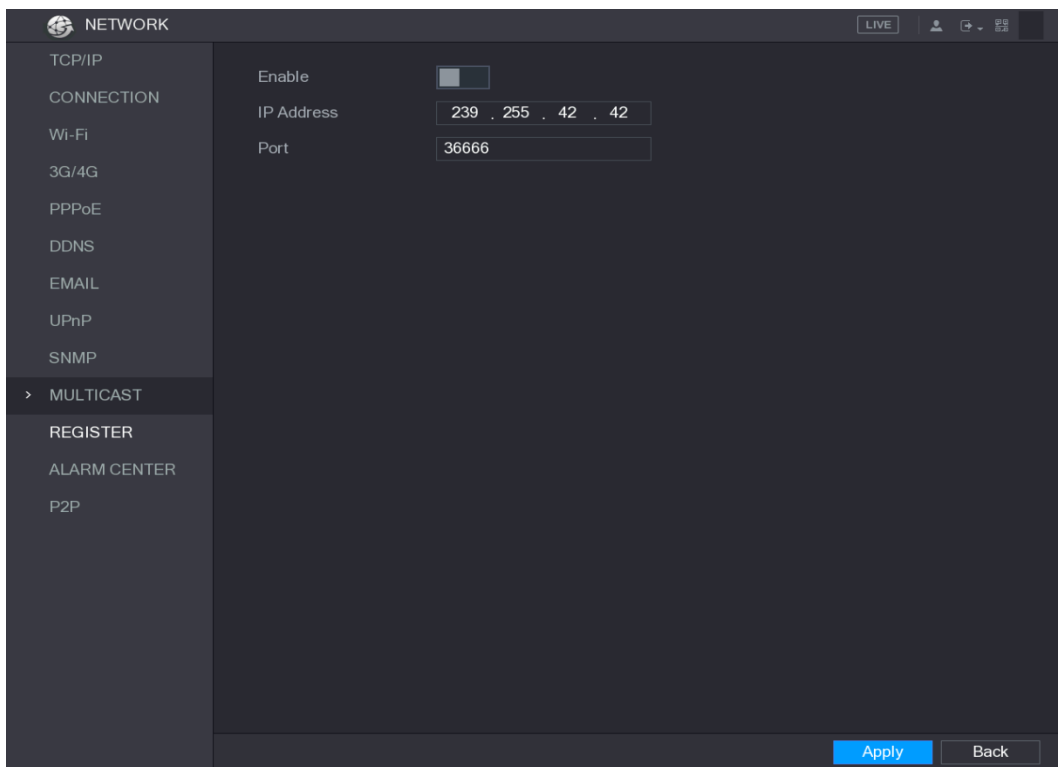 NETWORK
LIVE
TCP/IP
CONNECTION
Wi-Fi
3G/4G
PPPoE
DDNS
EMAIL
UPnP
SNMP
> MULTICAST
REGISTER
ALARM CENTER
P2P
Enable
IP Address 239 . 255 . 42 . 42
Port 36666
Apply Back